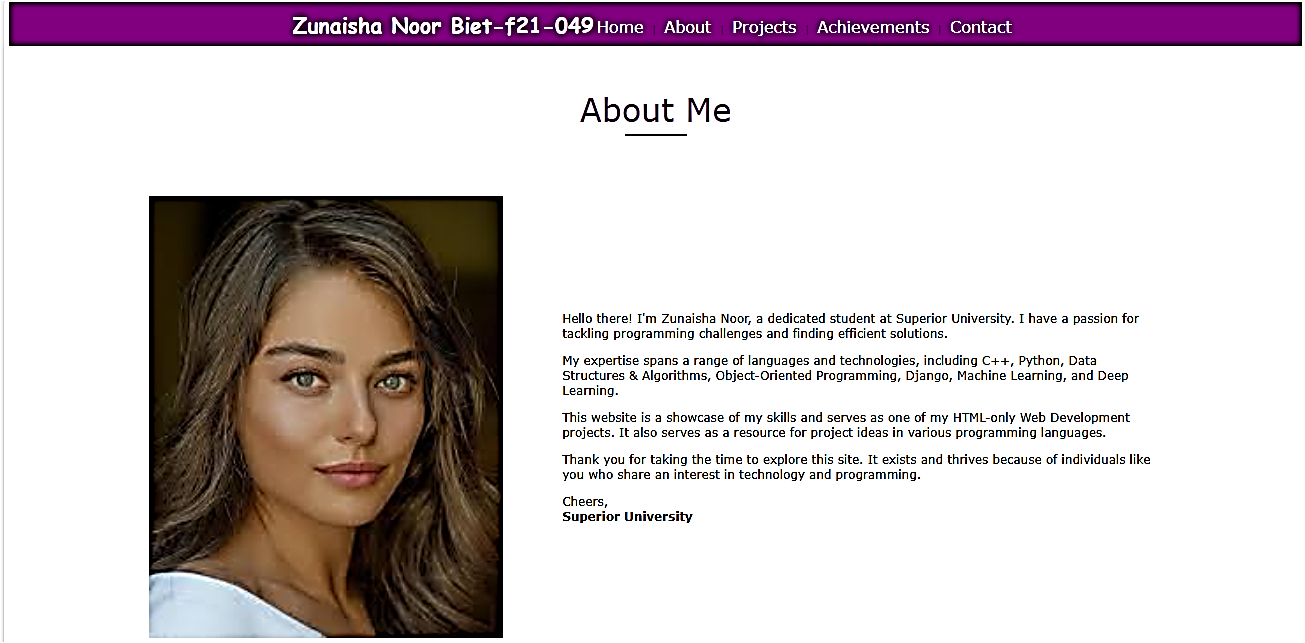 Zunaisha Noor Biet-f21-049 Home About Projects Achievements Contact
About Me
Hello there! I'm Zunaisha Noor, a dedicated student at Superior University. I have a passion for
tackling programming challenges and finding efficient solutions.
My expertise spans a range of languages and technologies, including C++, Python, Data
Structures & Algorithms, Object-Oriented Programming, Django, Machine Learning, and Deep
Learning.
This website is a showcase of my skills and serves as one of my HTML-only Web Development
projects. It also serves as a resource for project ideas in various programming languages.
Thank you for taking the time to explore this site. It exists and thrives because of individuals like
you who share an interest in technology and programming.
Cheers,
Superior University